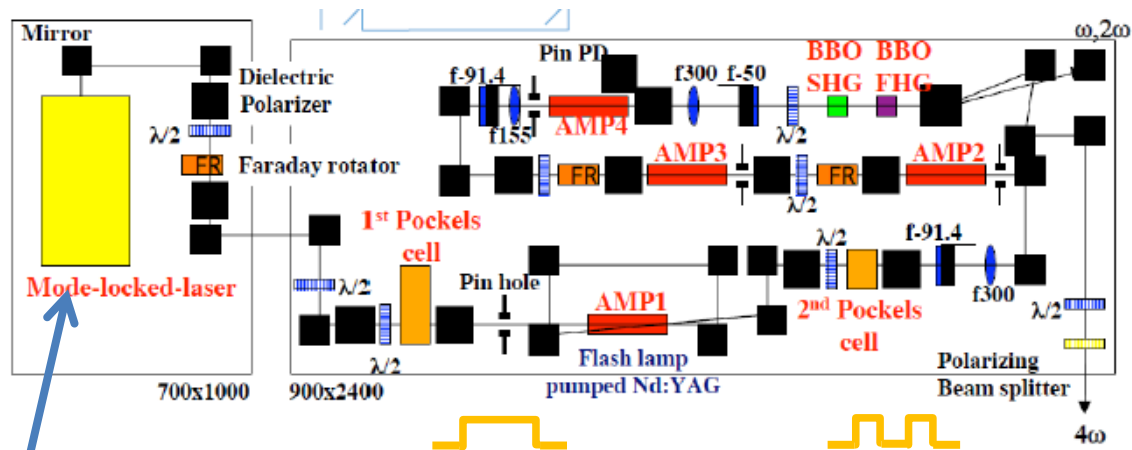 Mirror
Dielectric
Polarizer
λ/2
FR
Faraday rotator
Mode-locked-laser
700x1000
Pin PD
f-91.4
f155
AMP4
f300
f-50
λ/2
BBO
SHG
BBO
FHG
ω,2ω
FR
AMP3
λ/2
FR
AMP2
1st Pockels
cell
λ/2
λ/2
Pin hole
AMP1
Flash lamp
pumped Nd:YAG
λ/2
2nd Pockels
cell
f-91.4
f300
λ/2
Polarizing
Beam splitter
4ω
900x2400